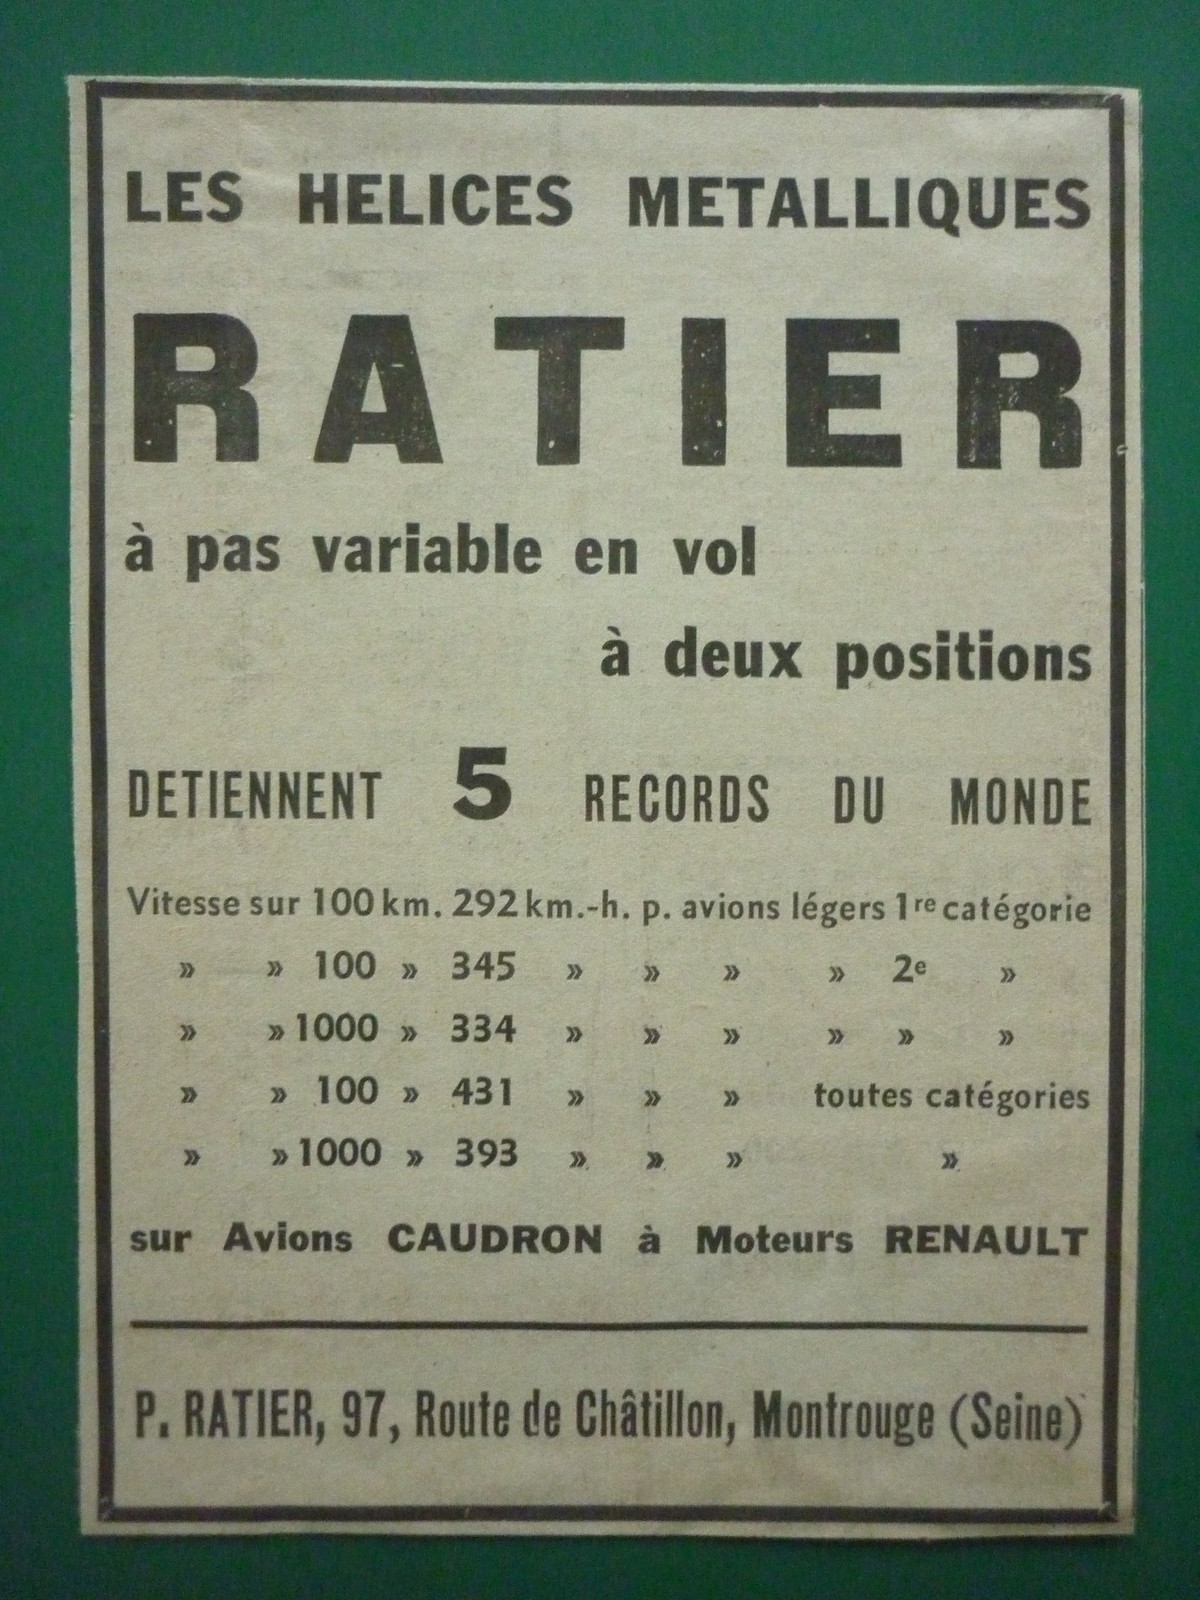 LES HELICES METALLIQUES
RATIER
à pas variable en vol
à deux positions
DETIENNENT 5 RECORDS DU MONDE
Vitesse sur 100 km. 292 km.-h. p. avions légers 1re catégorie
» » 100 » 345 » » » » 2e »
» » 1000 » 334 » » » » » »
» » 100 » 431 » » » toutes catégories
» » 1000 » 393 » » » »
sur Avions CAUDRON à Moteurs RENAULT
P. RATIER, 97, Route de Châtillon, Montrouge (Seine)